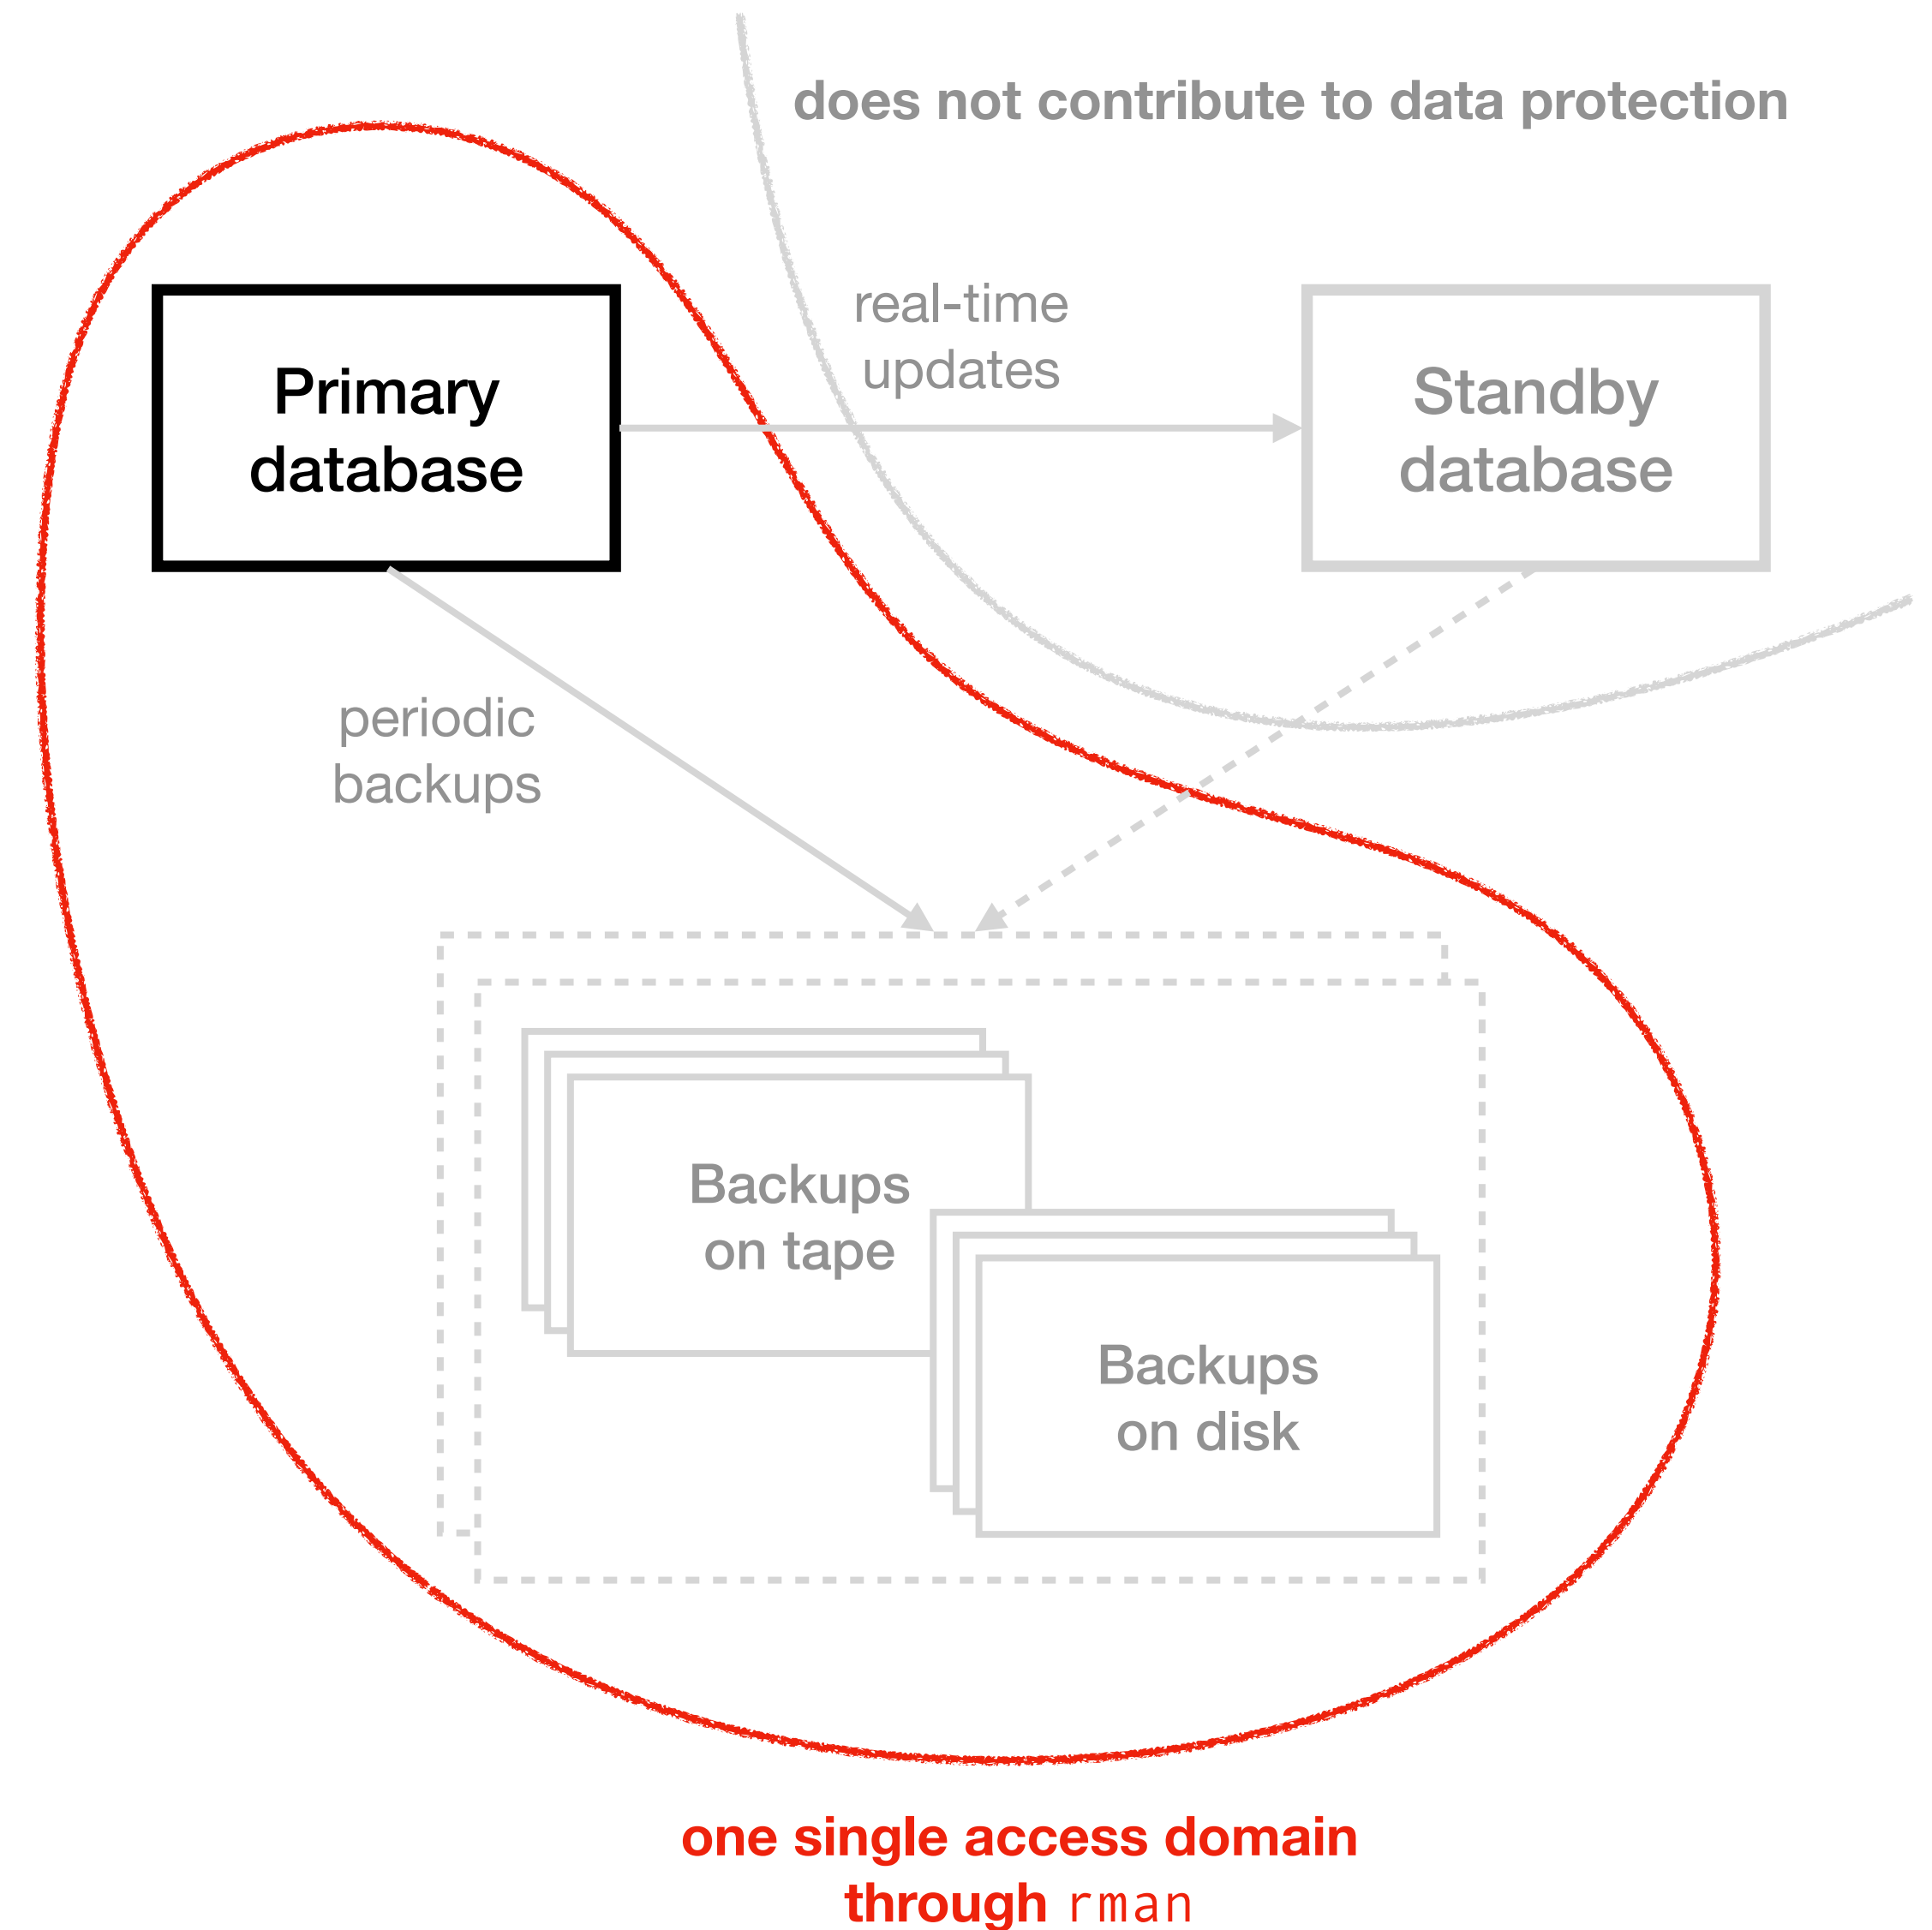 does not contribute to data protection
real-time
updates
Primary
database
Standby
database
periodic
backups
Backups
on tape
Backups
on disk
one single access domain
through rman